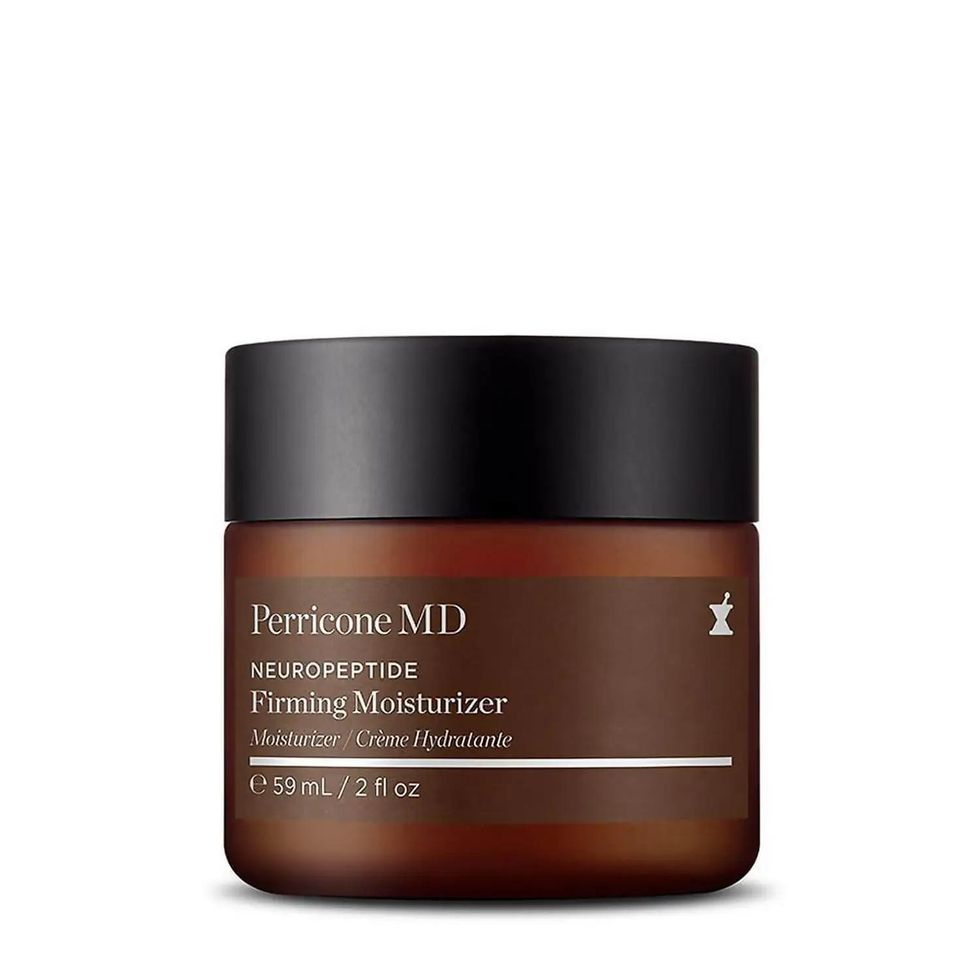 Perricone MD
NEUROPEPTIDE
Firming Moisturizer
Moisturizer / Crème Hydratante
℮ 59 mL / 2 fl oz